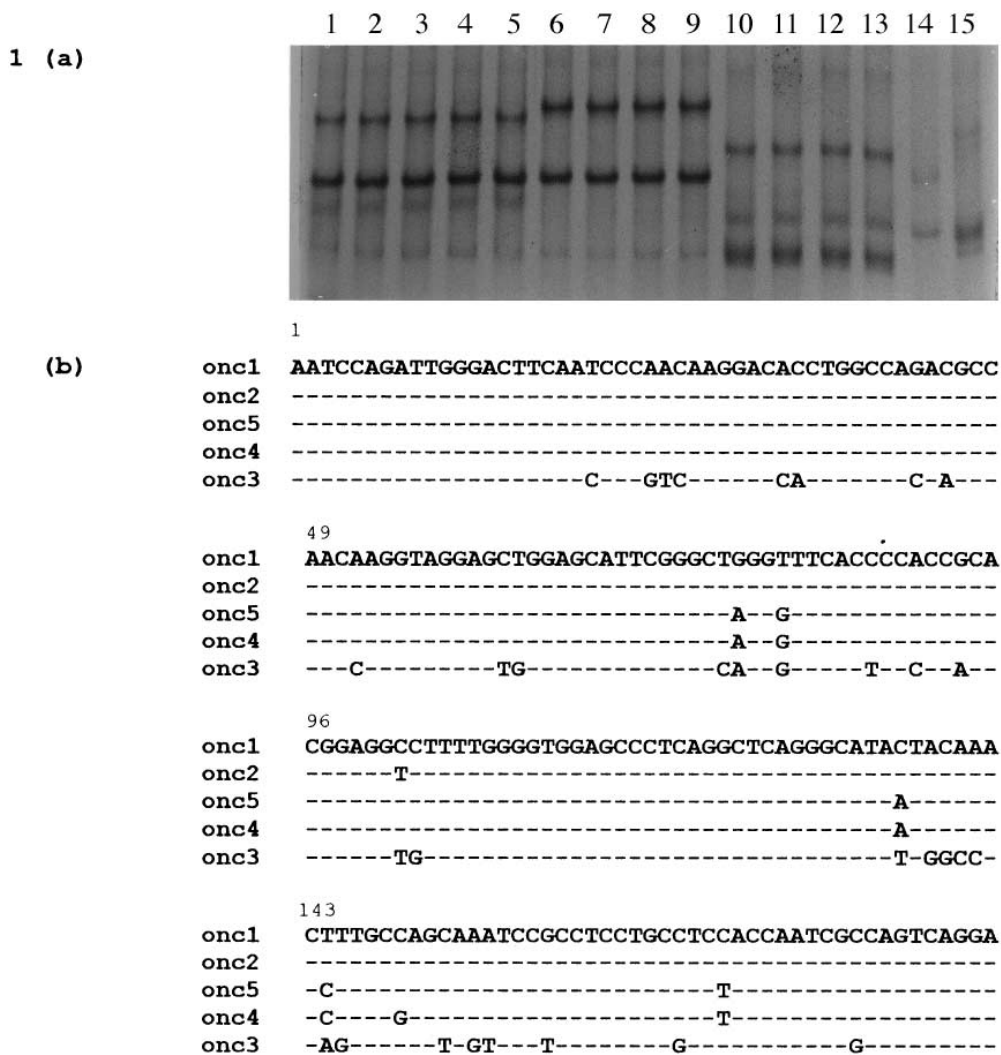 1 2 3 4 5 6 7 8 9 10 11 12 13 14 15
1 (a)
1
(b)
onc1 AATCCAGATTGGGACTTCAATCCCAACAAGGACACCTGGCCAGACGCC
onc2 ------------------------------------------------
onc5 ------------------------------------------------
onc4 ------------------------------------------------
onc3 --------------------C---GTC------CA-------C-A---
49
onc1 AACAAGGTAGGAGCTGGAGCATTCGGGCTGGGTTTCACCCCACCGCA
onc2 -----------------------------------------------
onc5 -----------------------------A--G--------------
onc4 -----------------------------A--G--------------
onc3 ---C---------TG-------------CA--G-----T--C--A--
96
onc1 CGGAGGCCTTTTGGGGTGGAGCCCTCAGGCTCAGGGCATACTACAAA
onc2 ------T----------------------------------------
onc5 ----------------------------------------A------
onc4 ----------------------------------------A------
onc3 ------TG--------------------------------T-GGCC-
143
onc1 CTTTGCCAGCAAATCCGCCTCCTGCCTCCACCAATCGCCAGTCAGGA
onc2 -----------------------------------------------
onc5 -C--------------------------T------------------
onc4 -C----G---------------------T------------------
onc3 -AG------T-GT---T--------G-----------G---------